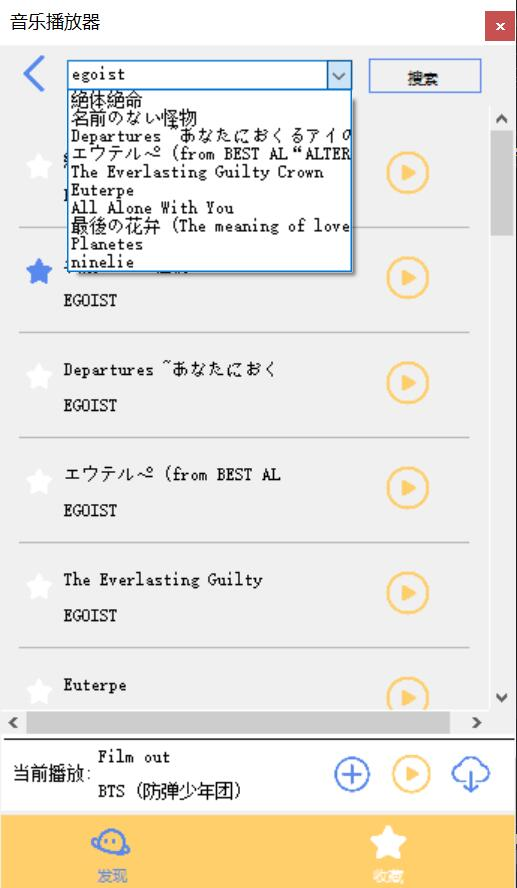 音乐播放器
egoist
搜索
絶体絶命
名前のない怪物
Departures ~あなたにおくるアイの
エウテルペ (from BEST AL“ALTER
The Everlasting Guilty Crown
Euterpe
All Alone With You
最後の花弁 (The meaning of love
Planetes
ninelie
EGOIST
Departures ~あなたにおく
EGOIST
エウテルペ (from BEST AL
EGOIST
The Everlasting Guilty
EGOIST
Euterpe
当前播放:
Film out
BTS (防弹少年团)
发现
收藏